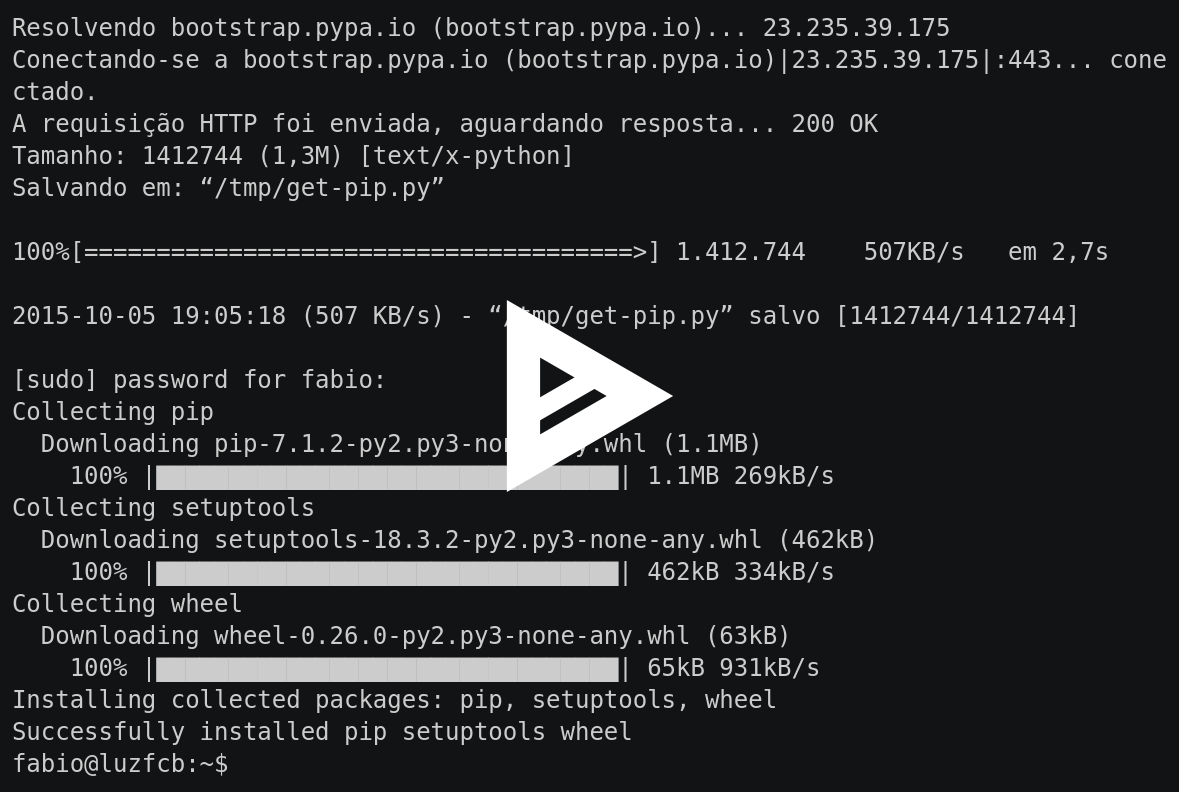 Resolvendo bootstrap.pypa.io (bootstrap.pypa.io)... 23.235.39.175
Conectando-se a bootstrap.pypa.io (bootstrap.pypa.io)|23.235.39.175|:443... cone
ctado.
A requisição HTTP foi enviada, aguardando resposta... 200 OK
Tamanho: 1412744 (1,3M) [text/x-python]
Salvando em: “/tmp/get-pip.py”
100%[======================================>] 1.412.744    507KB/s   em 2,7s
2015-10-05 19:05:18 (507 KB/s) - “/tmp/get-pip.py” salvo [1412744/1412744]
[sudo] password for fabio:
Collecting pip
  Downloading pip-7.1.2-py2.py3-none-any.whl (1.1MB)
    100% |████████████████████████████████| 1.1MB 269kB/s
Collecting setuptools
  Downloading setuptools-18.3.2-py2.py3-none-any.whl (462kB)
    100% |████████████████████████████████| 462kB 334kB/s
Collecting wheel
  Downloading wheel-0.26.0-py2.py3-none-any.whl (63kB)
    100% |████████████████████████████████| 65kB 931kB/s
Installing collected packages: pip, setuptools, wheel
Successfully installed pip setuptools wheel
fabio@luzfcb:~$